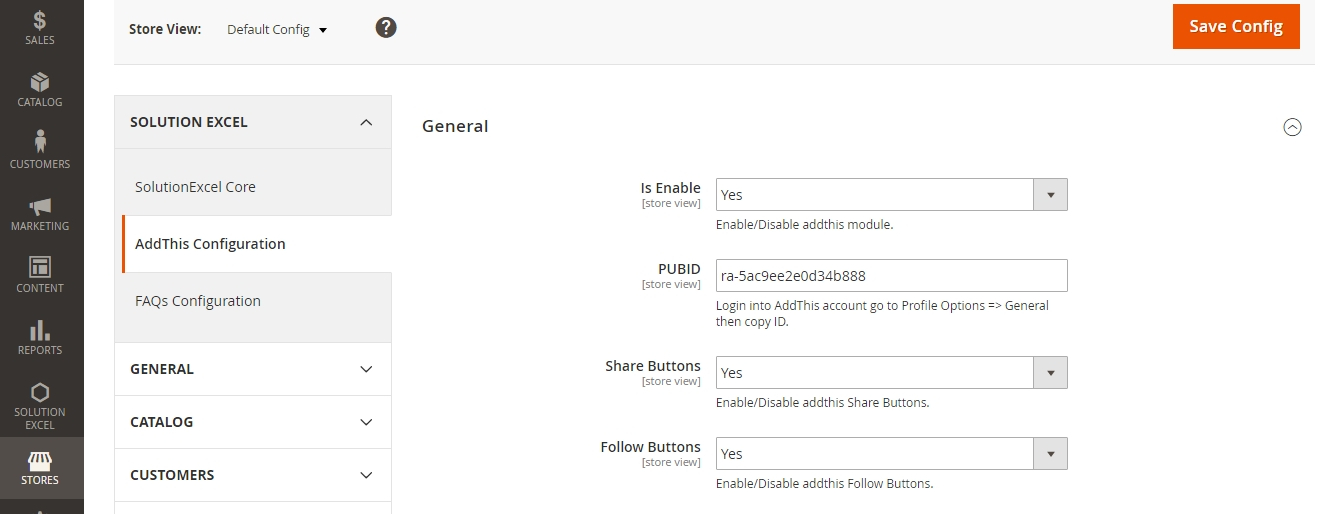 SALES
CATALOG
CUSTOMERS
MARKETING
CONTENT
REPORTS
SOLUTION
EXCEL
STORES
Store View: Default Config ?
Save Config
SOLUTION EXCEL
SolutionExcel Core
AddThis Configuration
FAQs Configuration
GENERAL
CATALOG
CUSTOMERS
General
Is Enable
[store view]
Yes
Enable/Disable addthis module.
PUBID
[store view]
ra-5ac9ee2e0d34b888
Login into AddThis account go to Profile Options => General
then copy ID.
Share Buttons
[store view]
Yes
Enable/Disable addthis Share Buttons.
Follow Buttons
[store view]
Yes
Enable/Disable addthis Follow Buttons.